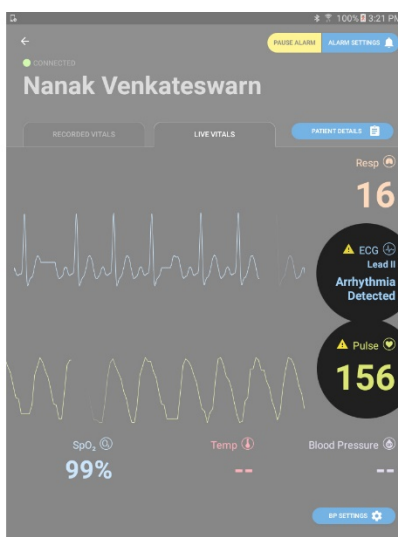 100% 3:21 PM
PAUSE ALARM
ALARM SETTINGS
CONNECTED
Nanak Venkateswarn
RECORDED VITALS
LIVE VITALS
PATIENT DETAILS
Resp
16
ECG
Lead II
Arrhythmia
Detected
Pulse
156
SpO₂
Temp
Blood Pressure
99%
--
--
BP SETTINGS